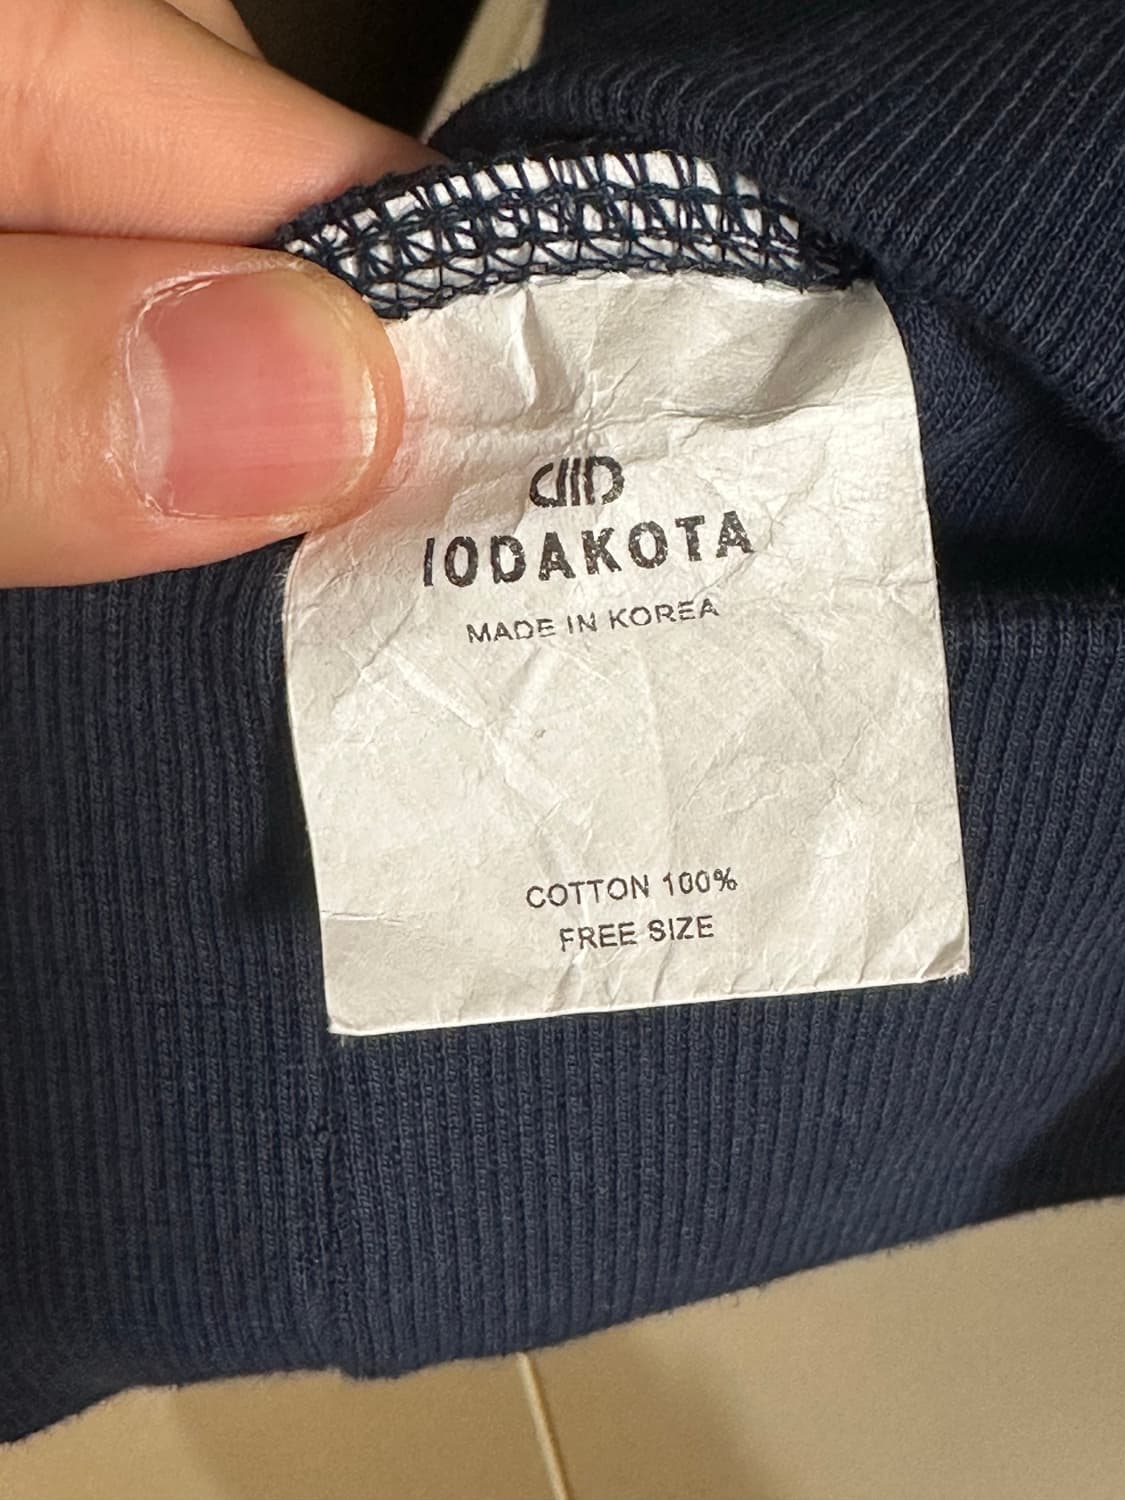 IODAKOTA
MADE IN KOREA
COTTON 100%
FREE SIZE